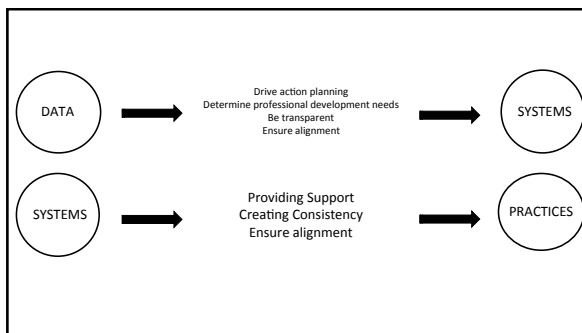 DATA
Drive action planning
Determine professional development needs
Be transparent
Ensure alignment
SYSTEMS
SYSTEMS
Providing Support
Creating Consistency
Ensure alignment
PRACTICES